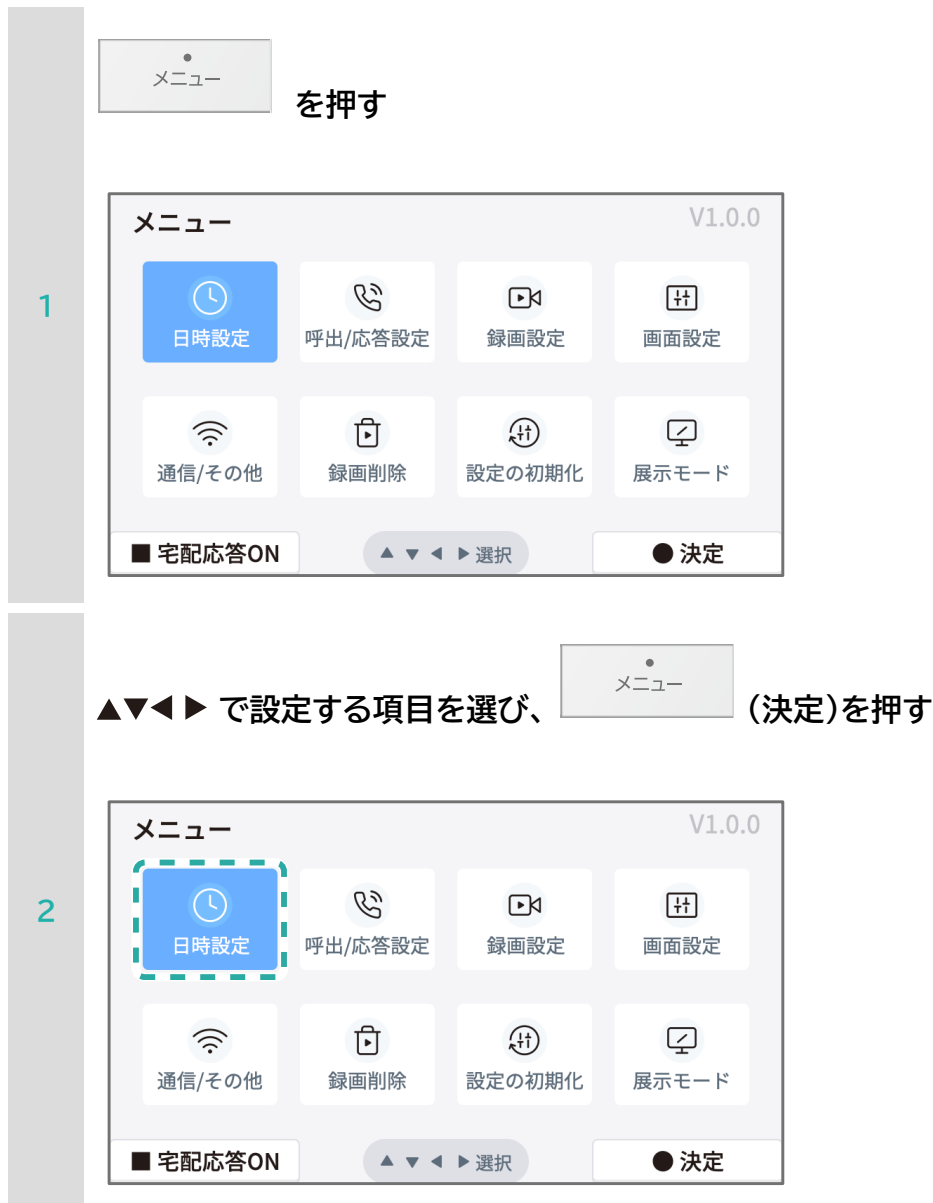 メニュー
を押す
1
メニュー V1.0.0
日時設定 呼出/応答設定 録画設定 画面設定
通信/その他 録画削除 設定の初期化 展示モード
■ 宅配応答ON ▲ ▼ ◀ ▶ 選択 ● 決定
2
▲▼◀ ▶ で設定する項目を選び、 メニュー (決定)を押す
メニュー V1.0.0
日時設定 呼出/応答設定 録画設定 画面設定
通信/その他 録画削除 設定の初期化 展示モード
■ 宅配応答ON ▲ ▼ ◀ ▶ 選択 ● 決定